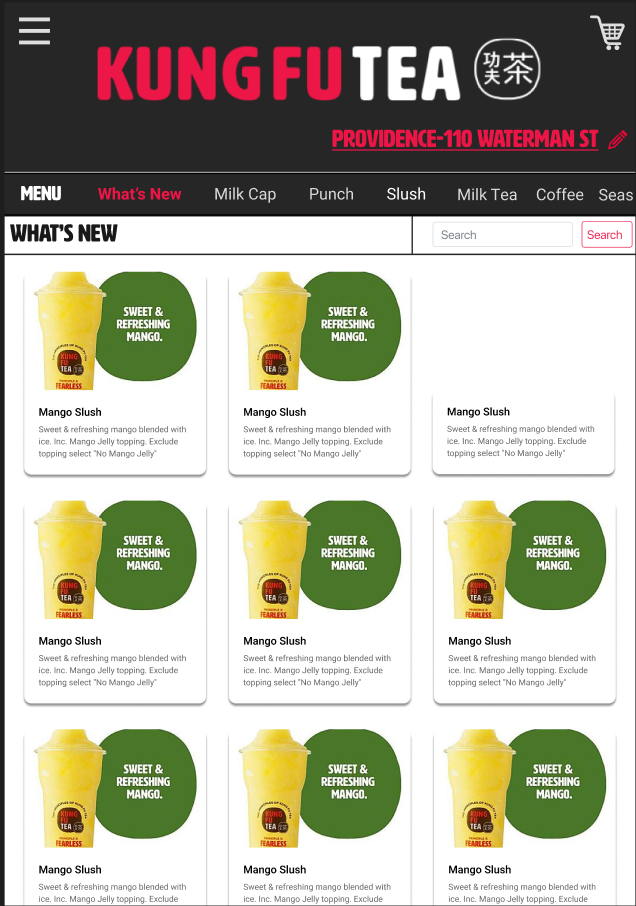 KUNG FU TEA 功夫茶
PROVIDENCE-110 WATERMAN ST
MENU What's New Milk Cap Punch Slush Milk Tea Coffee Seas
WHAT'S NEW
Search
Search
SWEET &
REFRESHING
MANGO.
KUNG
FU
TEA
FEARLESS
Mango Slush
Sweet & refreshing mango blended with
ice. Inc. Mango Jelly topping. Exclude
topping select "No Mango Jelly"
SWEET &
REFRESHING
MANGO.
KUNG
FU
TEA
FEARLESS
Mango Slush
Sweet & refreshing mango blended with
ice. Inc. Mango Jelly topping. Exclude
topping select "No Mango Jelly"
Mango Slush
Sweet & refreshing mango blended with
ice. Inc. Mango Jelly topping. Exclude
topping select "No Mango Jelly"
SWEET &
REFRESHING
MANGO.
KUNG
FU
TEA
FEARLESS
Mango Slush
Sweet & refreshing mango blended with
ice. Inc. Mango Jelly topping. Exclude
topping select "No Mango Jelly"
SWEET &
REFRESHING
MANGO.
KUNG
FU
TEA
FEARLESS
Mango Slush
Sweet & refreshing mango blended with
ice. Inc. Mango Jelly topping. Exclude
topping select "No Mango Jelly"
SWEET &
REFRESHING
MANGO.
KUNG
FU
TEA
FEARLESS
Mango Slush
Sweet & refreshing mango blended with
ice. Inc. Mango Jelly topping. Exclude
topping select "No Mango Jelly"
SWEET &
REFRESHING
MANGO.
KUNG
FU
TEA
FEARLESS
Mango Slush
Sweet & refreshing mango blended with
ice. Inc. Mango Jelly topping. Exclude
SWEET &
REFRESHING
MANGO.
KUNG
FU
TEA
FEARLESS
Mango Slush
Sweet & refreshing mango blended with
ice. Inc. Mango Jelly topping. Exclude
SWEET &
REFRESHING
MANGO.
KUNG
FU
TEA
FEARLESS
Mango Slush
Sweet & refreshing mango blended with
ice. Inc. Mango Jelly topping. Exclude